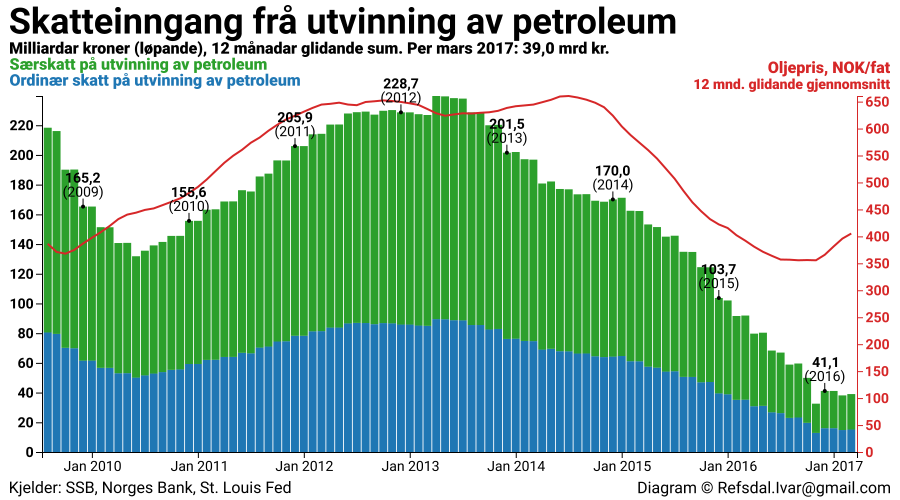 Skatteinngang frå utvinning av petroleum
Milliardar kroner (løpande), 12 månadar glidande sum. Per mars 2017: 39,0 mrd kr.
Særskatt på utvinning av petroleum
Ordinær skatt på utvinning av petroleum
Oljepris, NOK/fat
12 mnd. glidande gjennomsnitt
228,7
(2012)
205,9
(2011)
201,5
(2013)
165,2
(2009)
155,6
(2010)
170,0
(2014)
103,7
(2015)
41,1
(2016)
220
200
180
160
140
120
100
80
60
40
20
0
650
600
550
500
450
400
350
300
250
200
150
100
50
0
Jan 2010
Jan 2011
Jan 2012
Jan 2013
Jan 2014
Jan 2015
Jan 2016
Jan 2017
Kjelder: SSB, Norges Bank, St. Louis Fed
Diagram © Refsdal.Ivar@gmail.com